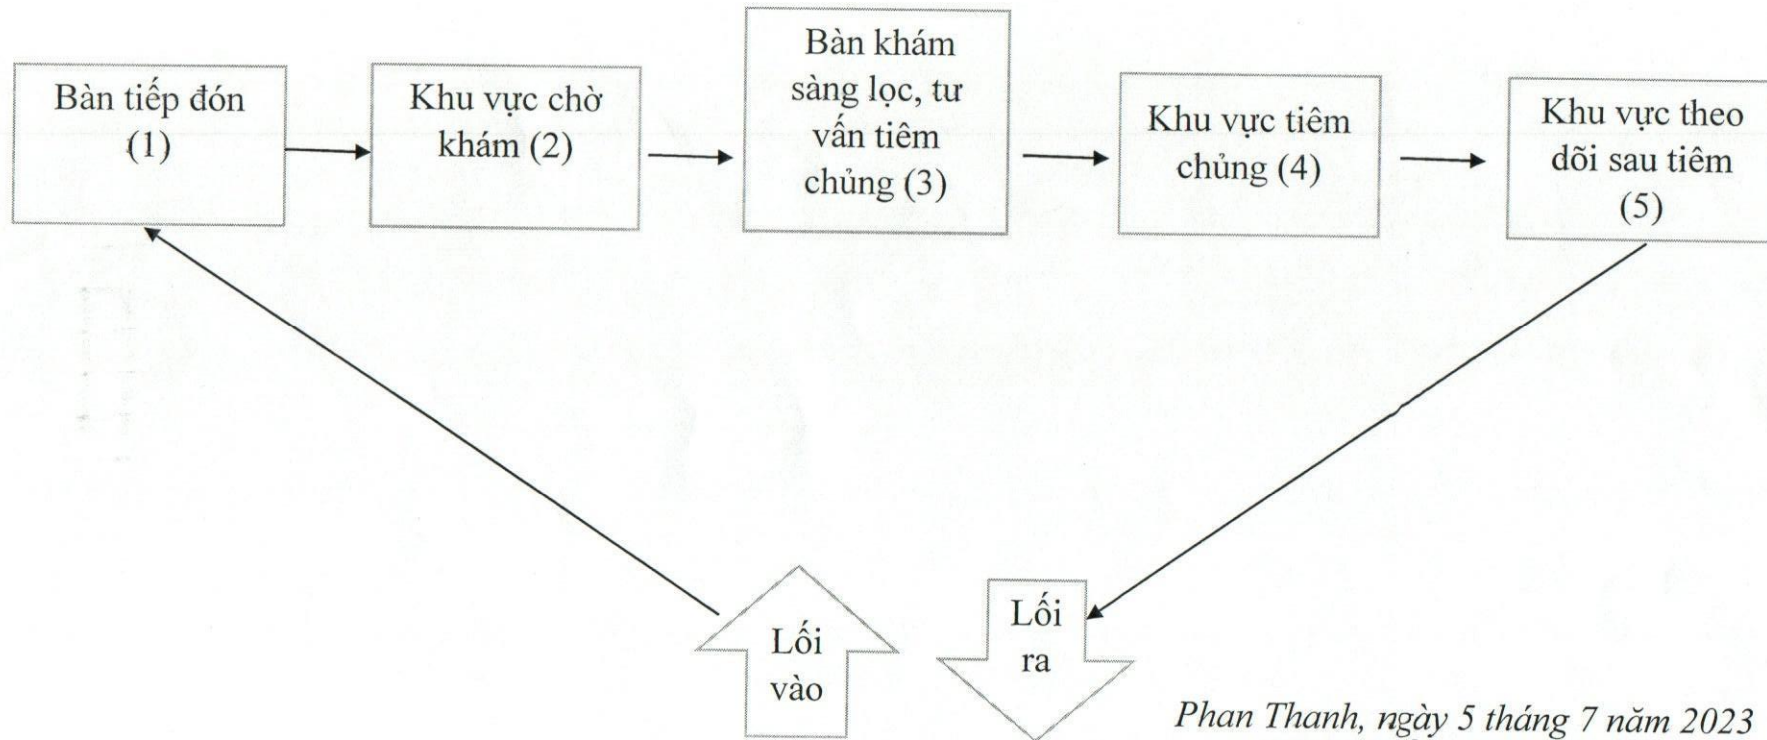 Bàn tiếp đón
(1)
Khu vực chờ
khám (2)
Bàn khám
sàng lọc, tư
vấn tiêm
chủng (3)
Khu vực tiêm
chủng (4)
Khu vực theo
dõi sau tiêm
(5)
Lối
vào
Lối
ra
Phan Thanh, ngày 5 tháng 7 năm 2023